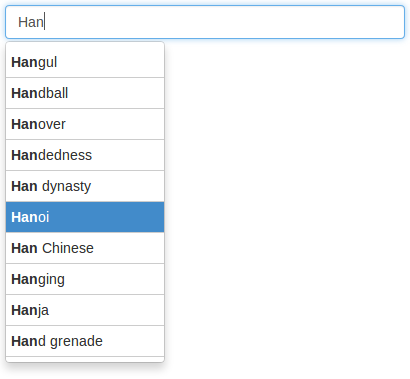 Han
Hangul
Handball
Hanover
Handedness
Han dynasty
Hanoi
Han Chinese
Hanging
Hanja
Hand grenade